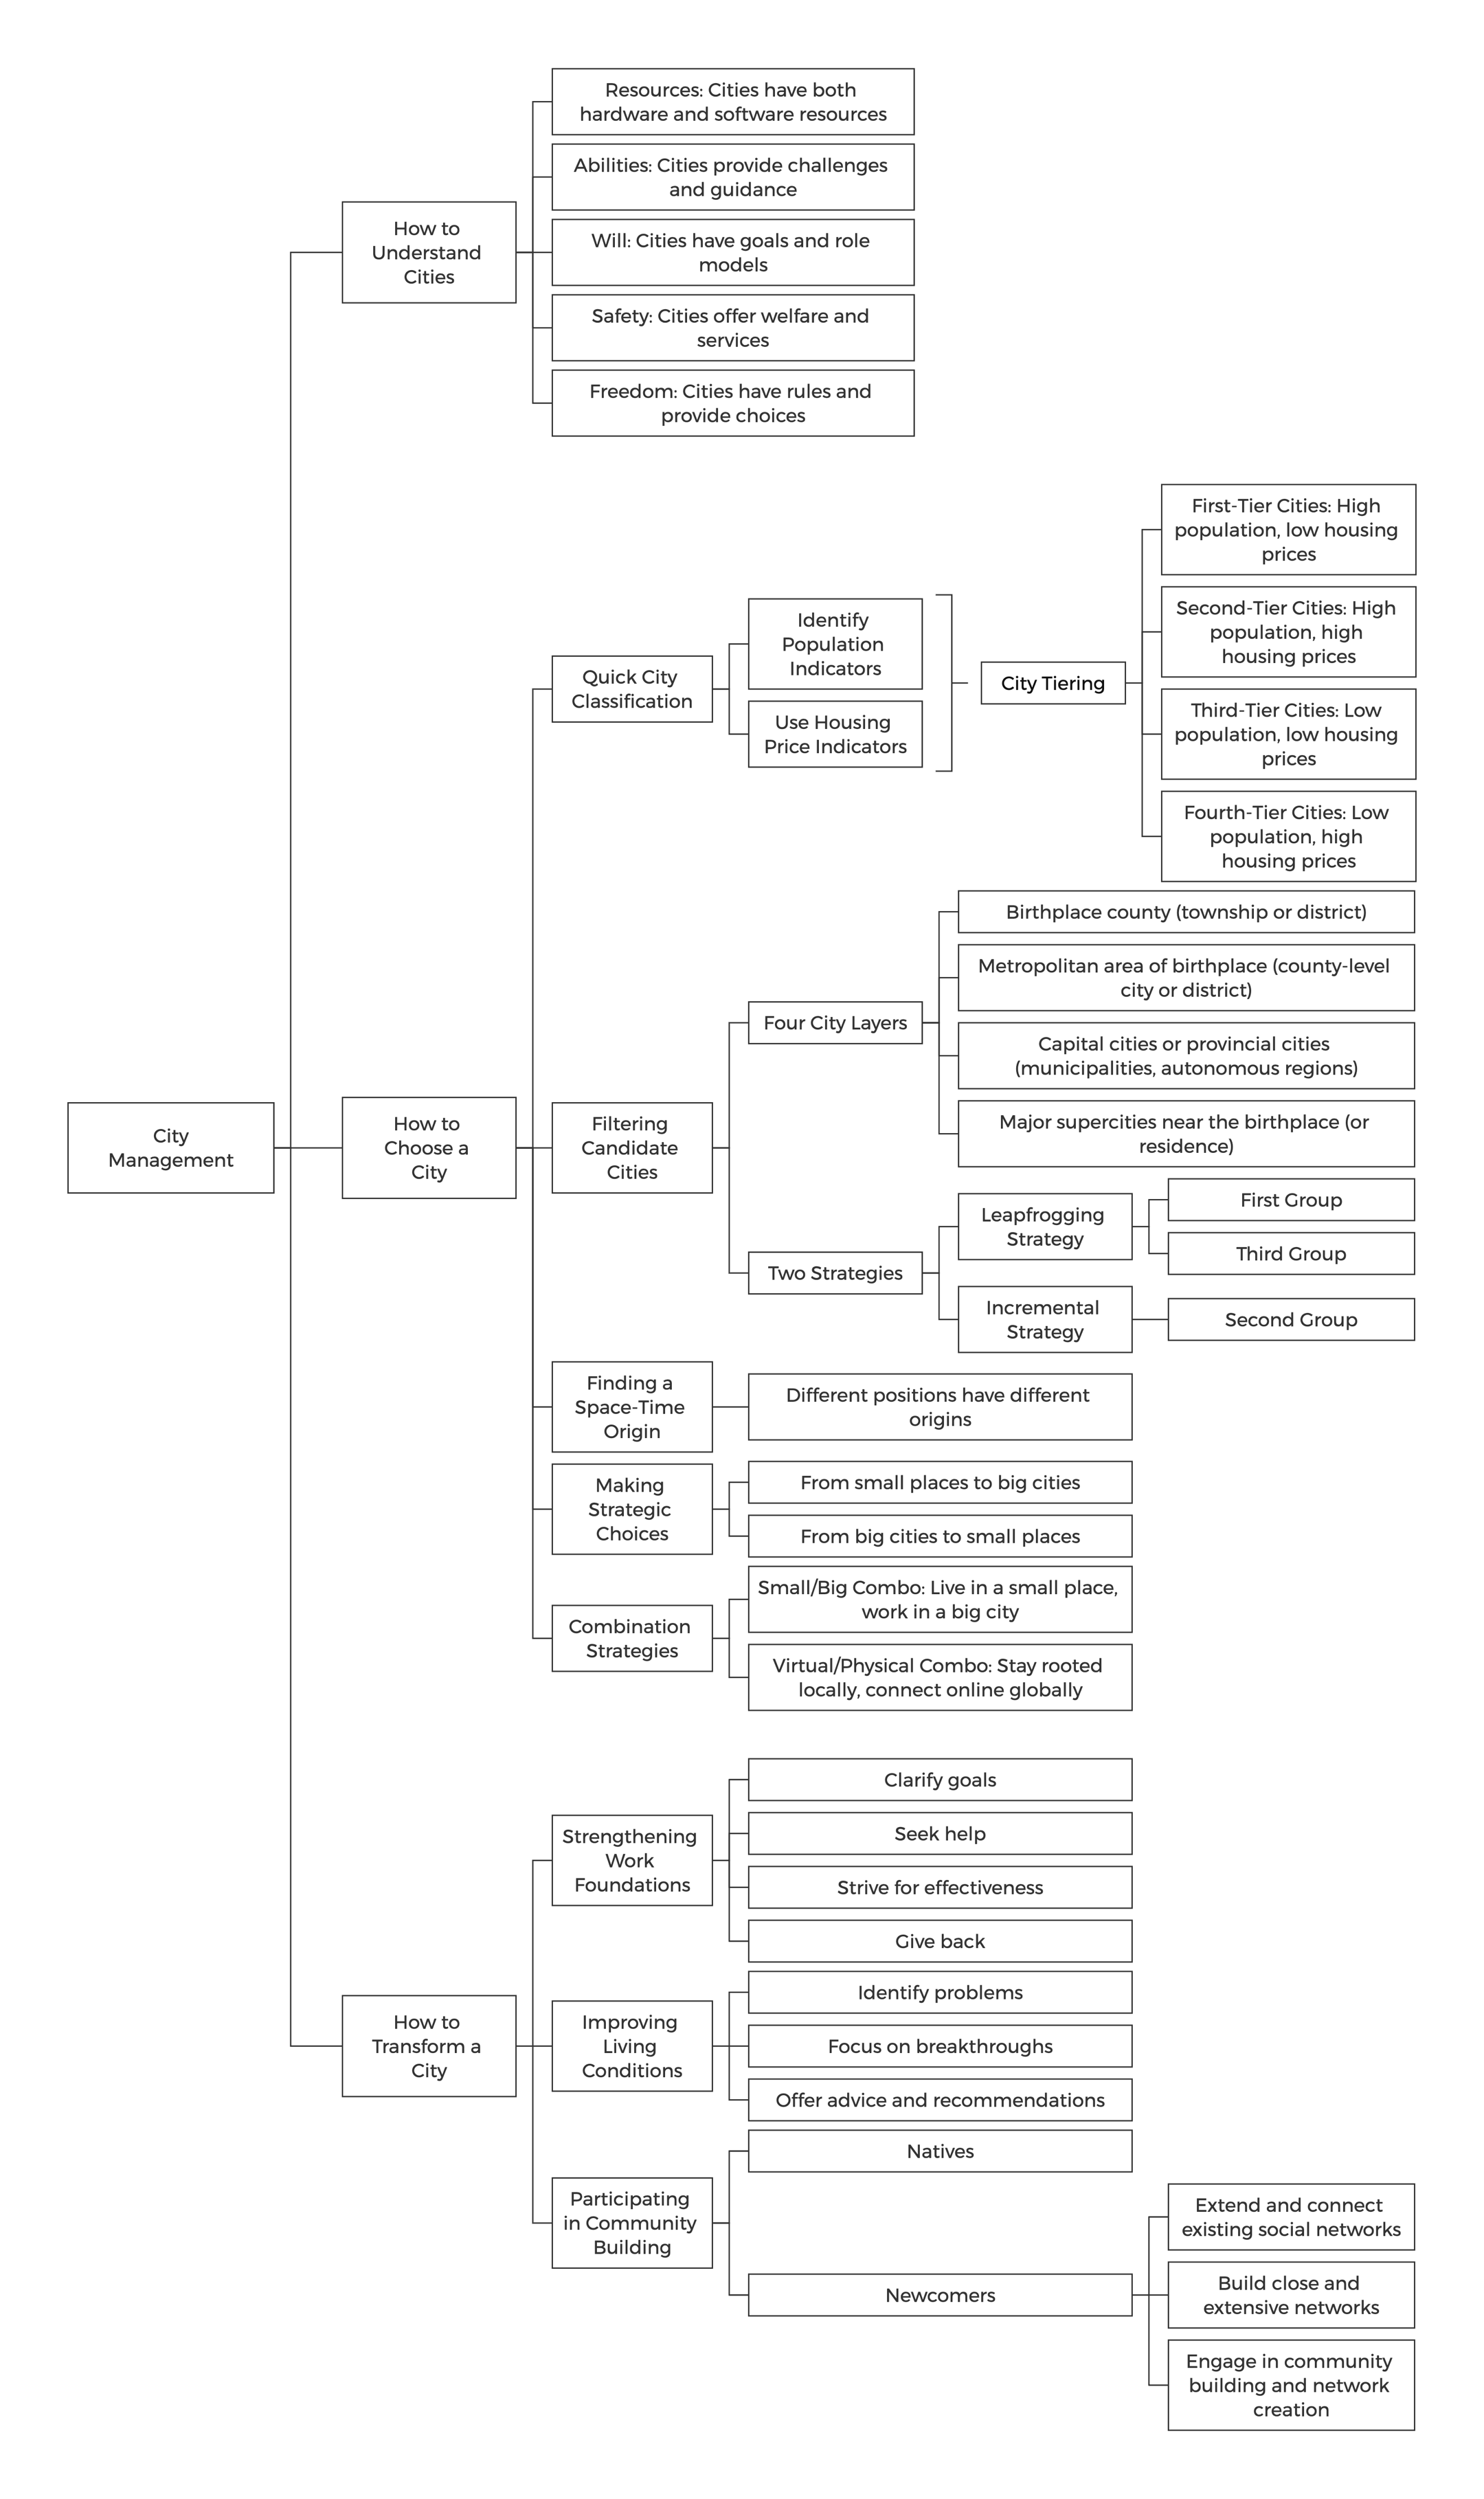 Resources: Cities have both
hardware and software resources
Abilities: Cities provide challenges
and guidance
How to
Understand
Cities
Will: Cities have goals and role
models
Safety: Cities offer welfare and
services
Freedom: Cities have rules and
provide choices
First-Tier Cities: High
population, low housing
prices
Second-Tier Cities: High
population, high
housing prices
Identify
Population
Indicators
Quick City
Classification
City Tiering
Use Housing
Price Indicators
Third-Tier Cities: Low
population, low housing
prices
Fourth-Tier Cities: Low
population, high
housing prices
Birthplace county (township or district)
Metropolitan area of birthplace (county-level
city or district)
Four City Layers
Capital cities or provincial cities
(municipalities, autonomous regions)
Major supercities near the birthplace (or
residence)
City
Management
How to
Choose a
City
Filtering
Candidate
Cities
Leapfrogging
Strategy
First Group
Third Group
Two Strategies
Incremental
Strategy
Second Group
Finding a
Space-Time
Origin
Different positions have different
origins
Making
Strategic
Choices
From small places to big cities
From big cities to small places
Combination
Strategies
Small/Big Combo: Live in a small place,
work in a big city
Virtual/Physical Combo: Stay rooted
locally, connect online globally
Strengthening
Work
Foundations
Clarify goals
Seek help
Strive for effectiveness
Give back
How to
Transform a
City
Improving
Living
Conditions
Identify problems
Focus on breakthroughs
Offer advice and recommendations
Participating
in Community
Building
Natives
Newcomers
Extend and connect
existing social networks
Build close and
extensive networks
Engage in community
building and network
creation